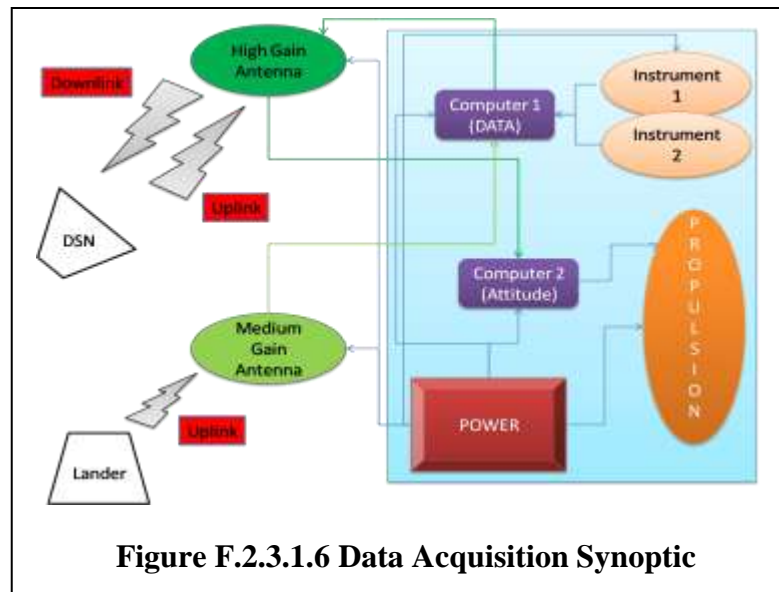 High Gain
Antenna
Downlink
Uplink
DSN
Computer 1
(DATA)
Instrument
1
Instrument
2
Computer 2
(Attitude)
PROPULSION
Medium
Gain
Antenna
Uplink
Lander
POWER
Figure F.2.3.1.6 Data Acquisition Synoptic